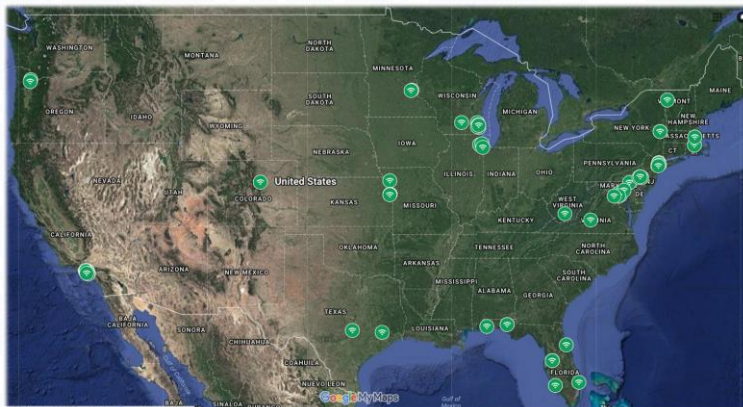 WASHINGTON
NORTH
DAKOTA
MONTANA
MINNESOTA
MAINE
SOUTH
DAKOTA
WISCONSIN
VERMONT
OREGON
IDAHO
WYOMING
MICHIGAN
NEW YORK
NEW
HAMPSHIRE
IOWA
CT
NEBRASKA
PENNSYLVANIA
ILLINOIS
INDIANA
OHIO
NJ
NEVADA
UTAH
United States
COLORADO
KANSAS
MISSOURI
WEST
VIRGINIA
DE
KENTUCKY
CALIFORNIA
OKLAHOMA
TENNESSEE
NORTH
CAROLINA
ARIZONA
NEW MEXICO
ARKANSAS
SOUTH
CAROLINA
MISSISSIPPI
ALABAMA
GEORGIA
BAJA
CALIFORNIA
SONORA
TEXAS
LOUISIANA
CHIHUAHUA
COAHUILA
FLORIDA
NUEVO LEON
Google My Maps
Gulf of
Mexico
BAJA
SINALOA
DURANGO